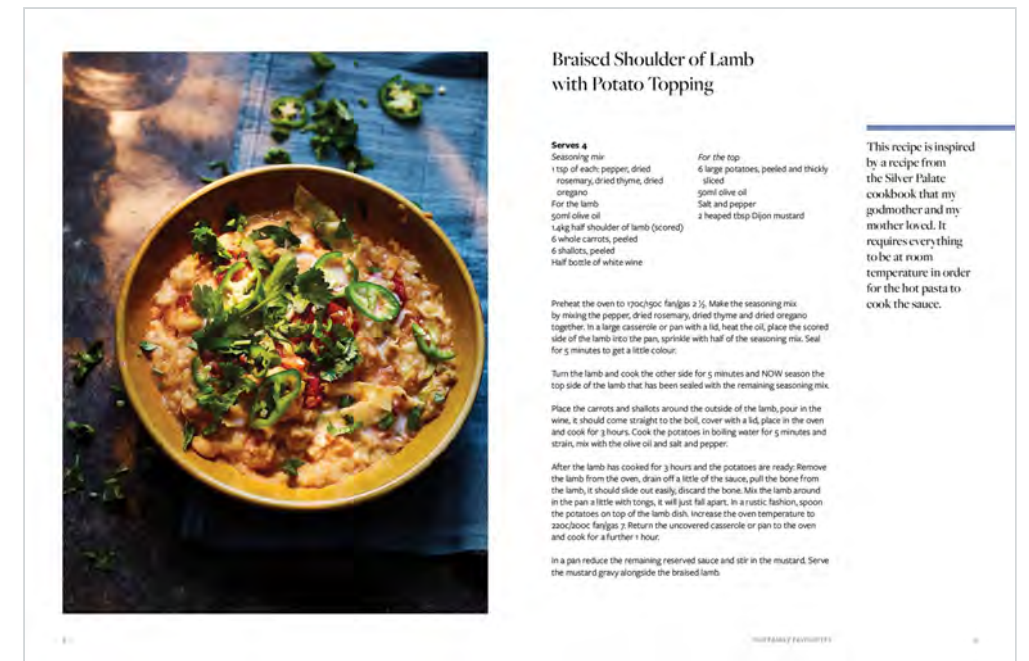 Braised Shoulder of Lamb
with Potato Topping
Serves 4
Seasoning mix
1 tsp of each: pepper, dried
rosemary, dried thyme, dried
oregano
For the lamb
50ml olive oil
1.4kg half shoulder of lamb (scored)
6 whole carrots, peeled
6 shallots, peeled
Half bottle of white wine
For the top
6 large potatoes, peeled and thickly
sliced
50ml olive oil
Salt and pepper
2 heaped tbsp Dijon mustard
This recipe is inspired
by a recipe from
the Silver Palate
cookbook that my
godmother and my
mother loved. It
requires everything
to be at room
temperature in order
for the hot pasta to
cook the sauce.
Preheat the oven to 170c/150c fan/gas 2 ½. Make the seasoning mix
by mixing the pepper, dried rosemary, dried thyme and dried oregano
together. In a large casserole or pan with a lid, heat the oil, place the scored
side of the lamb into the pan, sprinkle with half of the seasoning mix. Seal
for 5 minutes to get a little colour.
Turn the lamb and cook the other side for 5 minutes and NOW season the
top side of the lamb that has been sealed with the remaining seasoning mix.
Place the carrots and shallots around the outside of the lamb, pour in the
wine, it should come straight to the boil, cover with a lid, place in the oven
and cook for 3 hours. Cook the potatoes in boiling water for 5 minutes and
strain, mix with the olive oil and salt and pepper.
After the lamb has cooked for 3 hours and the potatoes are ready: Remove
the lamb from the oven, drain off a little of the sauce, pull the bone from
the lamb, it should slide out easily, discard the bone. Mix the lamb around
in the pan a little with tongs, it will just fall apart. In a rustic fashion, spoon
the potatoes on top of the lamb dish. Increase the oven temperature to
220c/200c fan/gas 7. Return the uncovered casserole or pan to the oven
and cook for a further 1 hour.
In a pan reduce the remaining reserved sauce and stir in the mustard. Serve
the mustard gravy alongside the braised lamb.